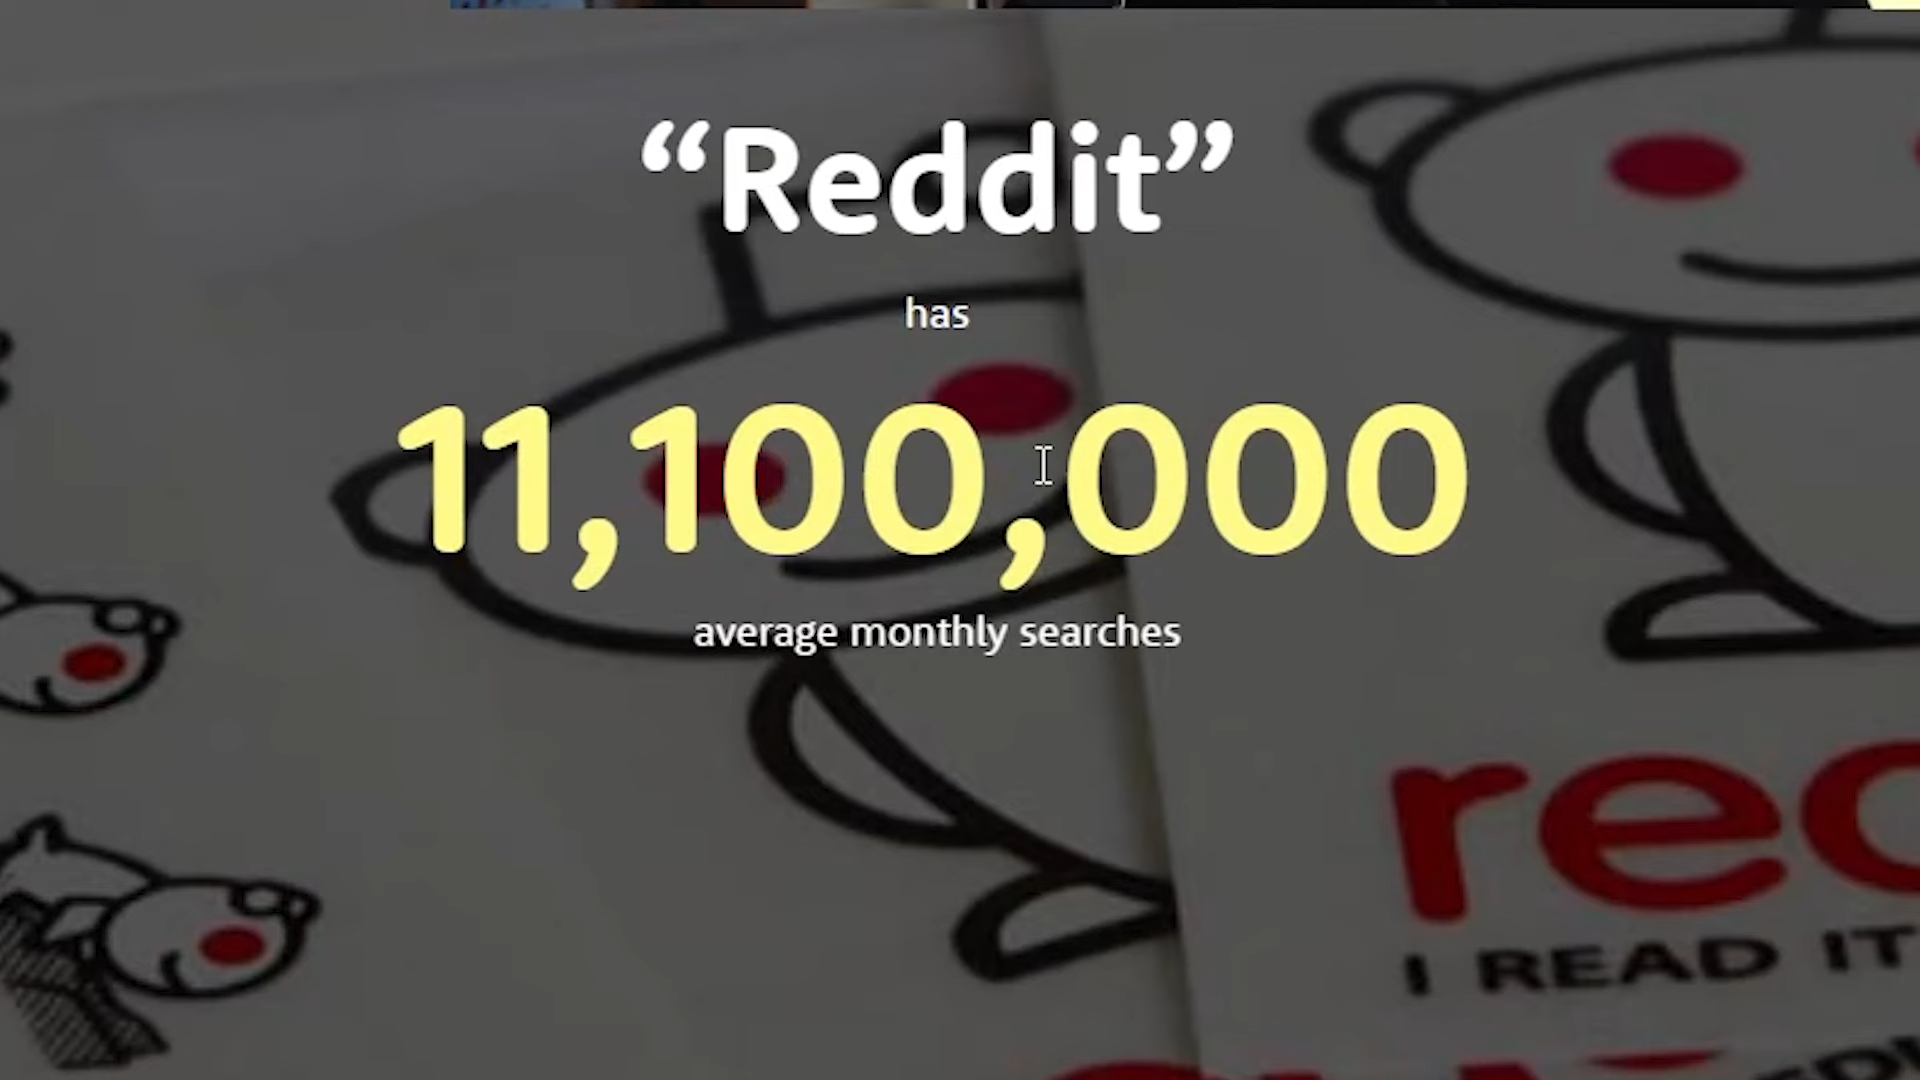 “Reddit”
has
11,100,000
average monthly searches
red
I READ IT